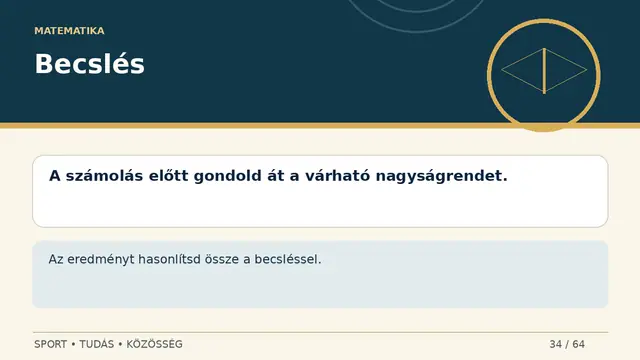 MATEMATIKA
Becslés
A számolás előtt gondold át a várható nagyságrendet.
Az eredményt hasonlítsd össze a becsléssel.
SPORT • TUDÁS • KÖZÖSSÉG
34 / 64